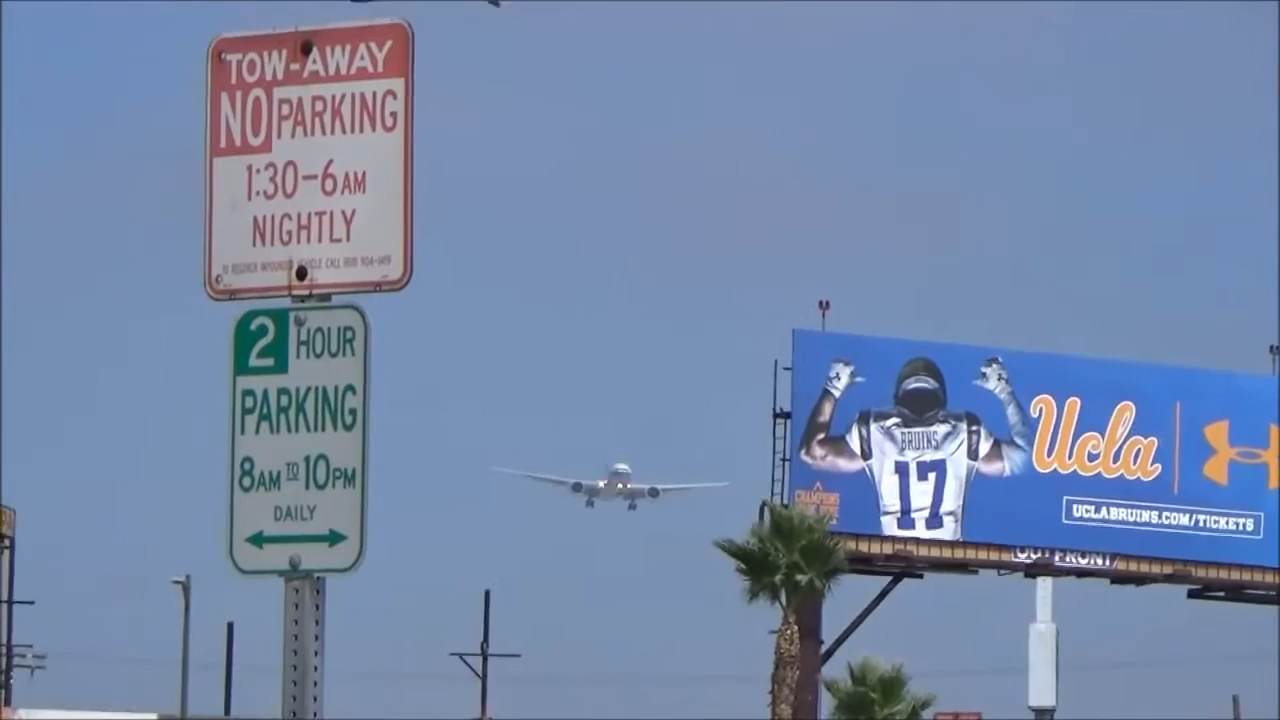 TOW-AWAY
NO PARKING
1:30-6AM
NIGHTLY
2 HOUR
PARKING
8AM TO 10PM
DAILY
BRUINS
17
Ucla
CHAMPIONS
UCLABRUINS.COM/TICKETS
OUTFRONT